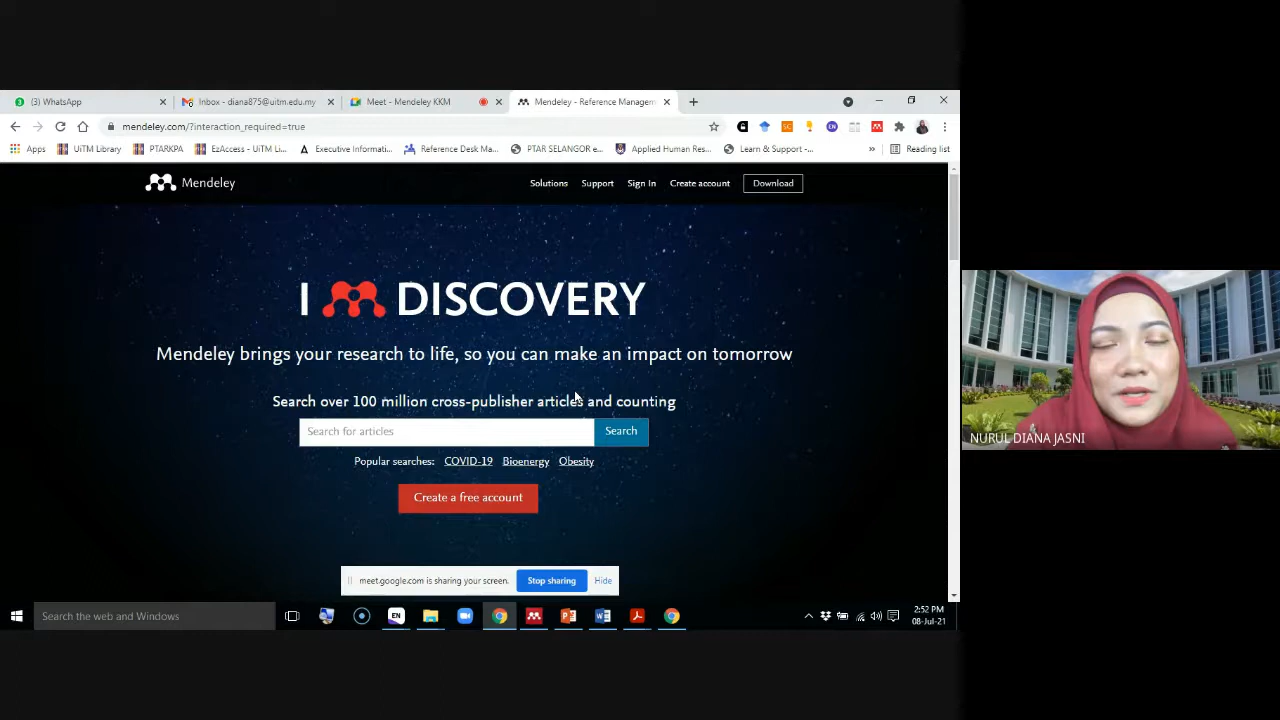 (3) WhatsApp
Inbox - diana875@uitm.edu.my
Meet - Mendeley KKM
Mendeley - Reference Managem
mendeley.com/?interaction_required=true
Apps
UiTM Library
PTARKPA
EzAccess - UiTM Li...
Executive Informati...
Reference Desk Ma...
PTAR SELANGOR e...
Applied Human Res...
Learn & Support -...
»
Reading list
Mendeley
Solutions
Support
Sign In
Create account
Download
I DISCOVERY
Mendeley brings your research to life, so you can make an impact on tomorrow
Search over 100 million cross-publisher articles and counting
Search for articles
Search
Popular searches: COVID-19 Bioenergy Obesity
Create a free account
NURUL DIANA JASNI
meet.google.com is sharing your screen.
Stop sharing
Hide
Search the web and Windows
EN
2:52 PM
08-Jul-21